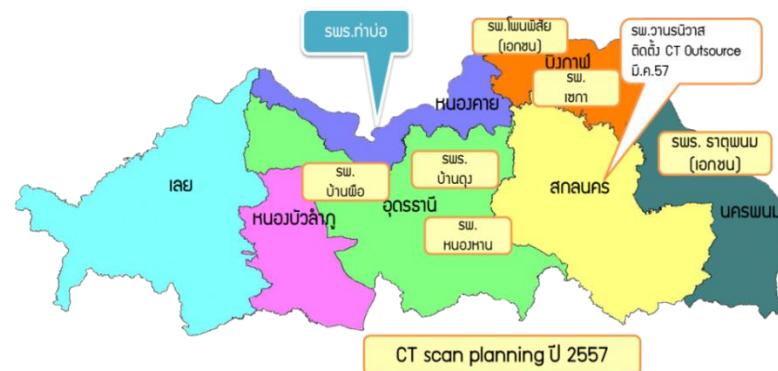 รพร.ท่าบ่อ
รพ.โพนพิสัย
(เอกชน)
รพ.วานรนิวาส
ติดตั้ง CT Outsource
มี.ค.57
บึงกาฬ
รพ.
เซกา
หนองคาย
รพร. ธาตุพนม
(เอกชน)
รพ.
บ้านผือ
รพร.
บ้านดุง
เลย
สกลนคร
อุดรธานี
หนองบัวลำภู
นครพนม
รพ.
หนองหาน
CT scan planning ปี 2557